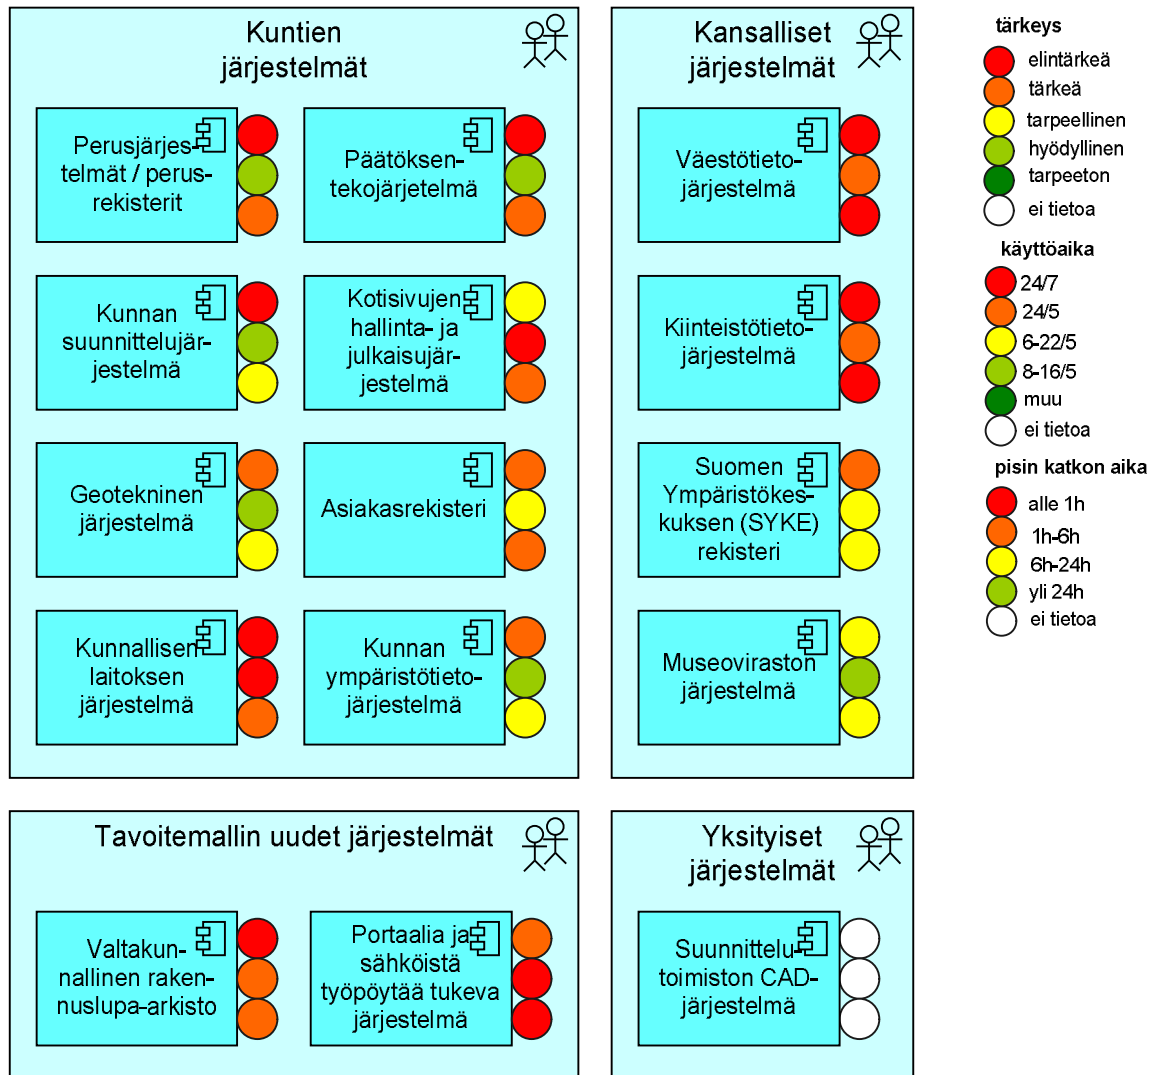 Kuntien
järjestelmät
Perusjärjes-
telmät / perus-
rekisterit
Päätöksen-
tekojärjetelmä
Kunnan
suunnittelujär-
jestelmä
Kotisivujen
hallinta- ja
julkaisujär-
jestelmä
Geotekninen
järjestelmä
Asiakasrekisteri
Kunnallisen
laitoksen
järjestelmä
Kunnan
ympäristötieto-
järjestelmä
Kansalliset
järjestelmät
Väestötieto-
järjestelmä
Kiinteistötieto-
järjestelmä
Suomen
Ympäristökes-
kuksen (SYKE)
rekisteri
Museoviraston
järjestelmä
Tavoitemallin uudet järjestelmät
Valtakun-
nallinen raken-
nuslupa-arkisto
Portaalia ja
sähköistä
työpöytää tukeva
järjestelmä
Yksityiset
järjestelmät
Suunnittelu-
toimiston CAD-
järjestelmä
tärkeys
elintärkeä
tärkeä
tarpeellinen
hyödyllinen
tarpeeton
ei tietoa
käyttöaika
24/7
24/5
6-22/5
8-16/5
muu
ei tietoa
pisin katkon aika
alle 1h
1h-6h
6h-24h
yli 24h
ei tietoa